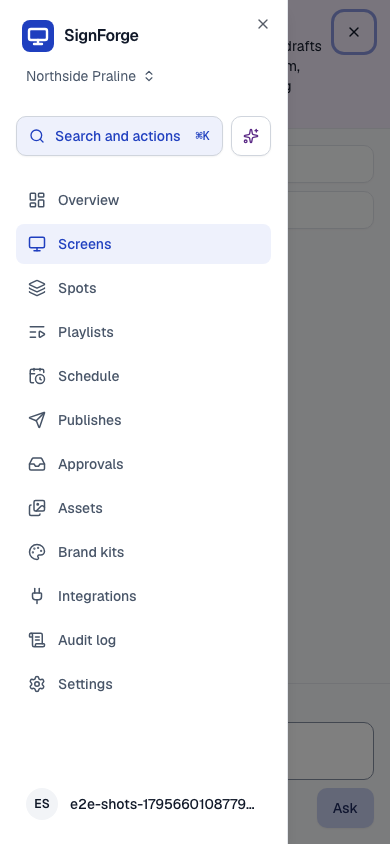 SignForge
Northside Praline
Search and actions ⌘K
Overview
Screens
Spots
Playlists
Schedule
Publishes
Approvals
Assets
Brand kits
Integrations
Audit log
Settings
ES e2e-shots-1795660108779...
drafts
Ask